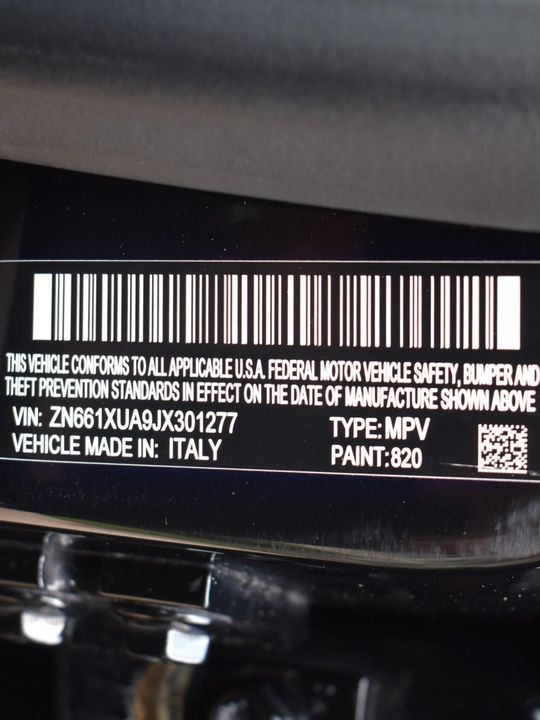 THIS VEHICLE CONFORMS TO ALL APPLICABLE U.S.A. FEDERAL MOTOR VEHICLE SAFETY, BUMPER AND
THEFT PREVENTION STANDARDS IN EFFECT ON THE DATE OF MANUFACTURE SHOWN ABOVE
VIN: ZN661XUA9JX301277 TYPE:MPV
VEHICLE MADE IN: ITALY PAINT:820